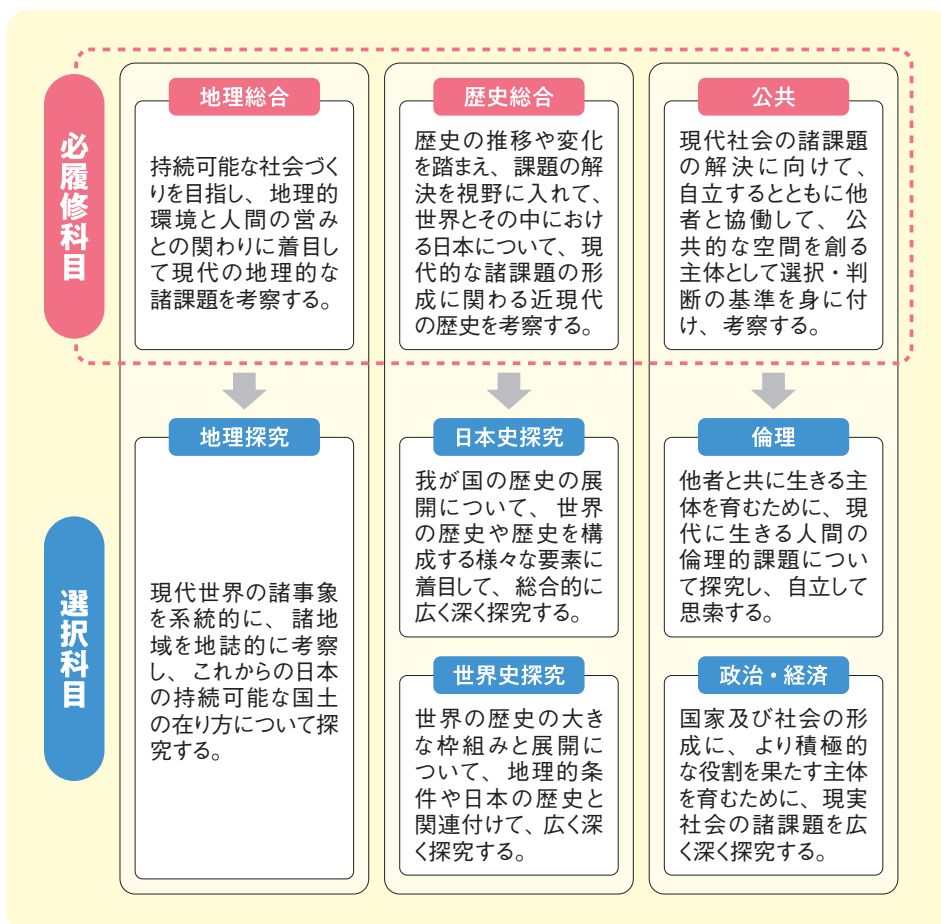 必履修科目
地理総合
持続可能な社会づく
りを目指し、地理的
環境と人間の営み
との関わりに着目し
て現代の地理的な
諸課題を考察する。
歴史総合
歴史の推移や変化
を踏まえ、課題の解
決を視野に入れて、
世界とその中におけ
る日本について、現
代的な諸課題の形
成に関わる近現代
の歴史を考察する。
公共
現代社会の諸課題
の解決に向けて、
自立するとともに他
者と協働して、公
共的な空間を創る
主体として選択・判
断の基準を身に付
け、考察する。
選択科目
地理探究
現代世界の諸事象
を系統的に、諸地
域を地誌的に考察
し、これからの日本
の持続可能な国土
の在り方について探
究する。
日本史探究
我が国の歴史の展
開について、世界
の歴史や歴史を構
成する様々な要素に
着目して、総合的に
広く深く探究する。
世界史探究
世界の歴史の大き
な枠組みと展開に
ついて、地理的条
件や日本の歴史と
関連付けて、広く深
く探究する。
倫理
他者と共に生きる主
体を育むために、現
代に生きる人間の
倫理的課題につい
て探究し、自立して
思索する。
政治・経済
国家及び社会の形
成に、より積極的
な役割を果たす主体
を育むために、現実
社会の諸課題を広
く深く探究する。